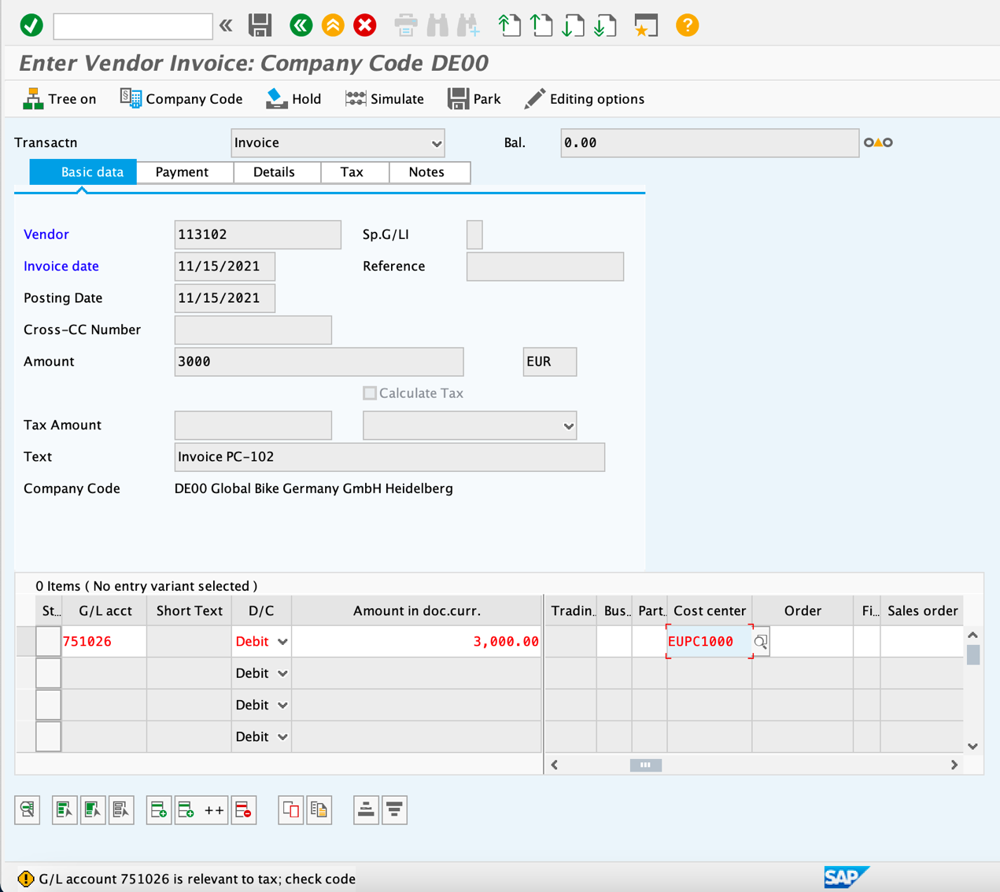 Enter Vendor Invoice: Company Code DE00
Tree on Company Code Hold Simulate Park Editing options
Transactn Invoice Bal. 0.00
Basic data Payment Details Tax Notes
Vendor 113102 Sp.G/LI
Invoice date 11/15/2021 Reference
Posting Date 11/15/2021
Cross-CC Number
Amount 3000 EUR
Calculate Tax
Tax Amount
Text Invoice PC-102
Company Code DE00 Global Bike Germany GmbH Heidelberg
0 Items ( No entry variant selected )
St.. G/L acct Short Text D/C Amount in doc.curr. Tradin.. Bus.. Part.. Cost center Order Fi... Sales order
751026 Debit 3,000.00 EUPC1000
Debit
Debit
Debit
++
G/L account 751026 is relevant to tax; check code SAP